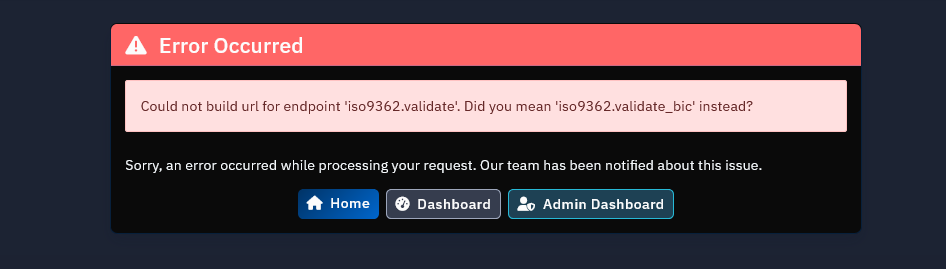 Error Occurred
Could not build url for endpoint 'iso9362.validate'. Did you mean 'iso9362.validate_bic' instead?
Sorry, an error occurred while processing your request. Our team has been notified about this issue.
Home
Dashboard
Admin Dashboard